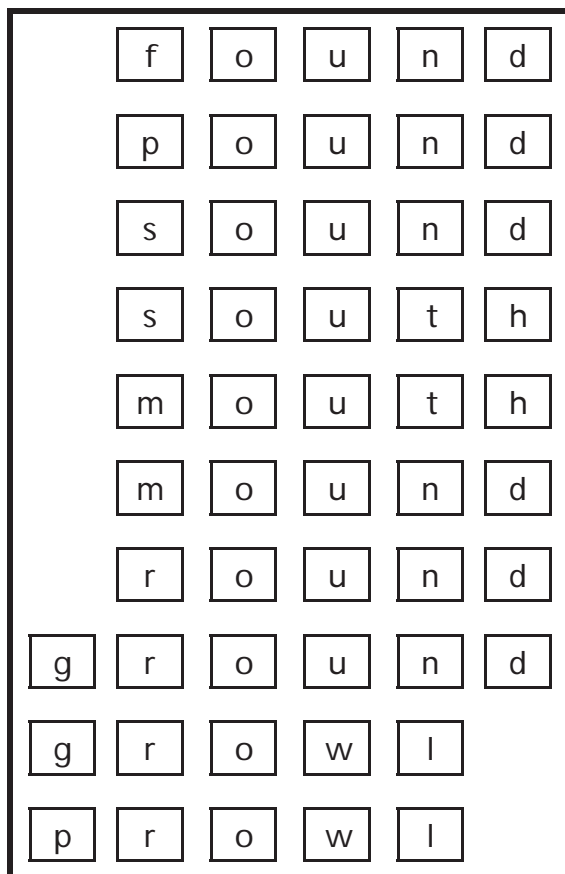 f o u n d
p o u n d
s o u n d
s o u t h
m o u t h
m o u n d
r o u n d
g r o u n d
g r o w l
p r o w l